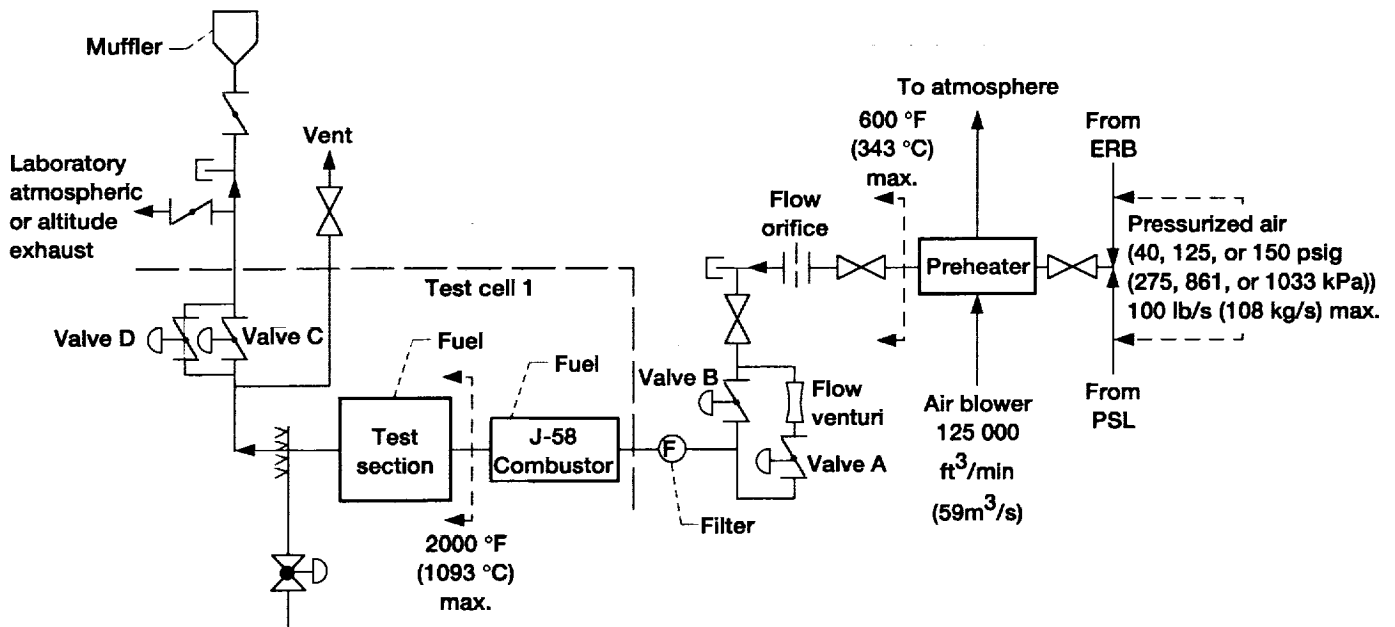 Muffler
Vent
Laboratory
atmospheric
or altitude
exhaust
Test cell 1
Valve D
Valve C
Fuel
Test
section
Fuel
J-58
Combustor
2000 °F
(1093 °C)
max.
F
Filter
Valve B
Flow
venturi
Valve A
Flow
orifice
600 °F
(343 °C)
max.
To atmosphere
Preheater
Air blower
125 000
ft³/min
(59m³/s)
From
ERB
Pressurized air
(40, 125, or 150 psig
(275, 861, or 1033 kPa))
100 lb/s (108 kg/s) max.
From
PSL